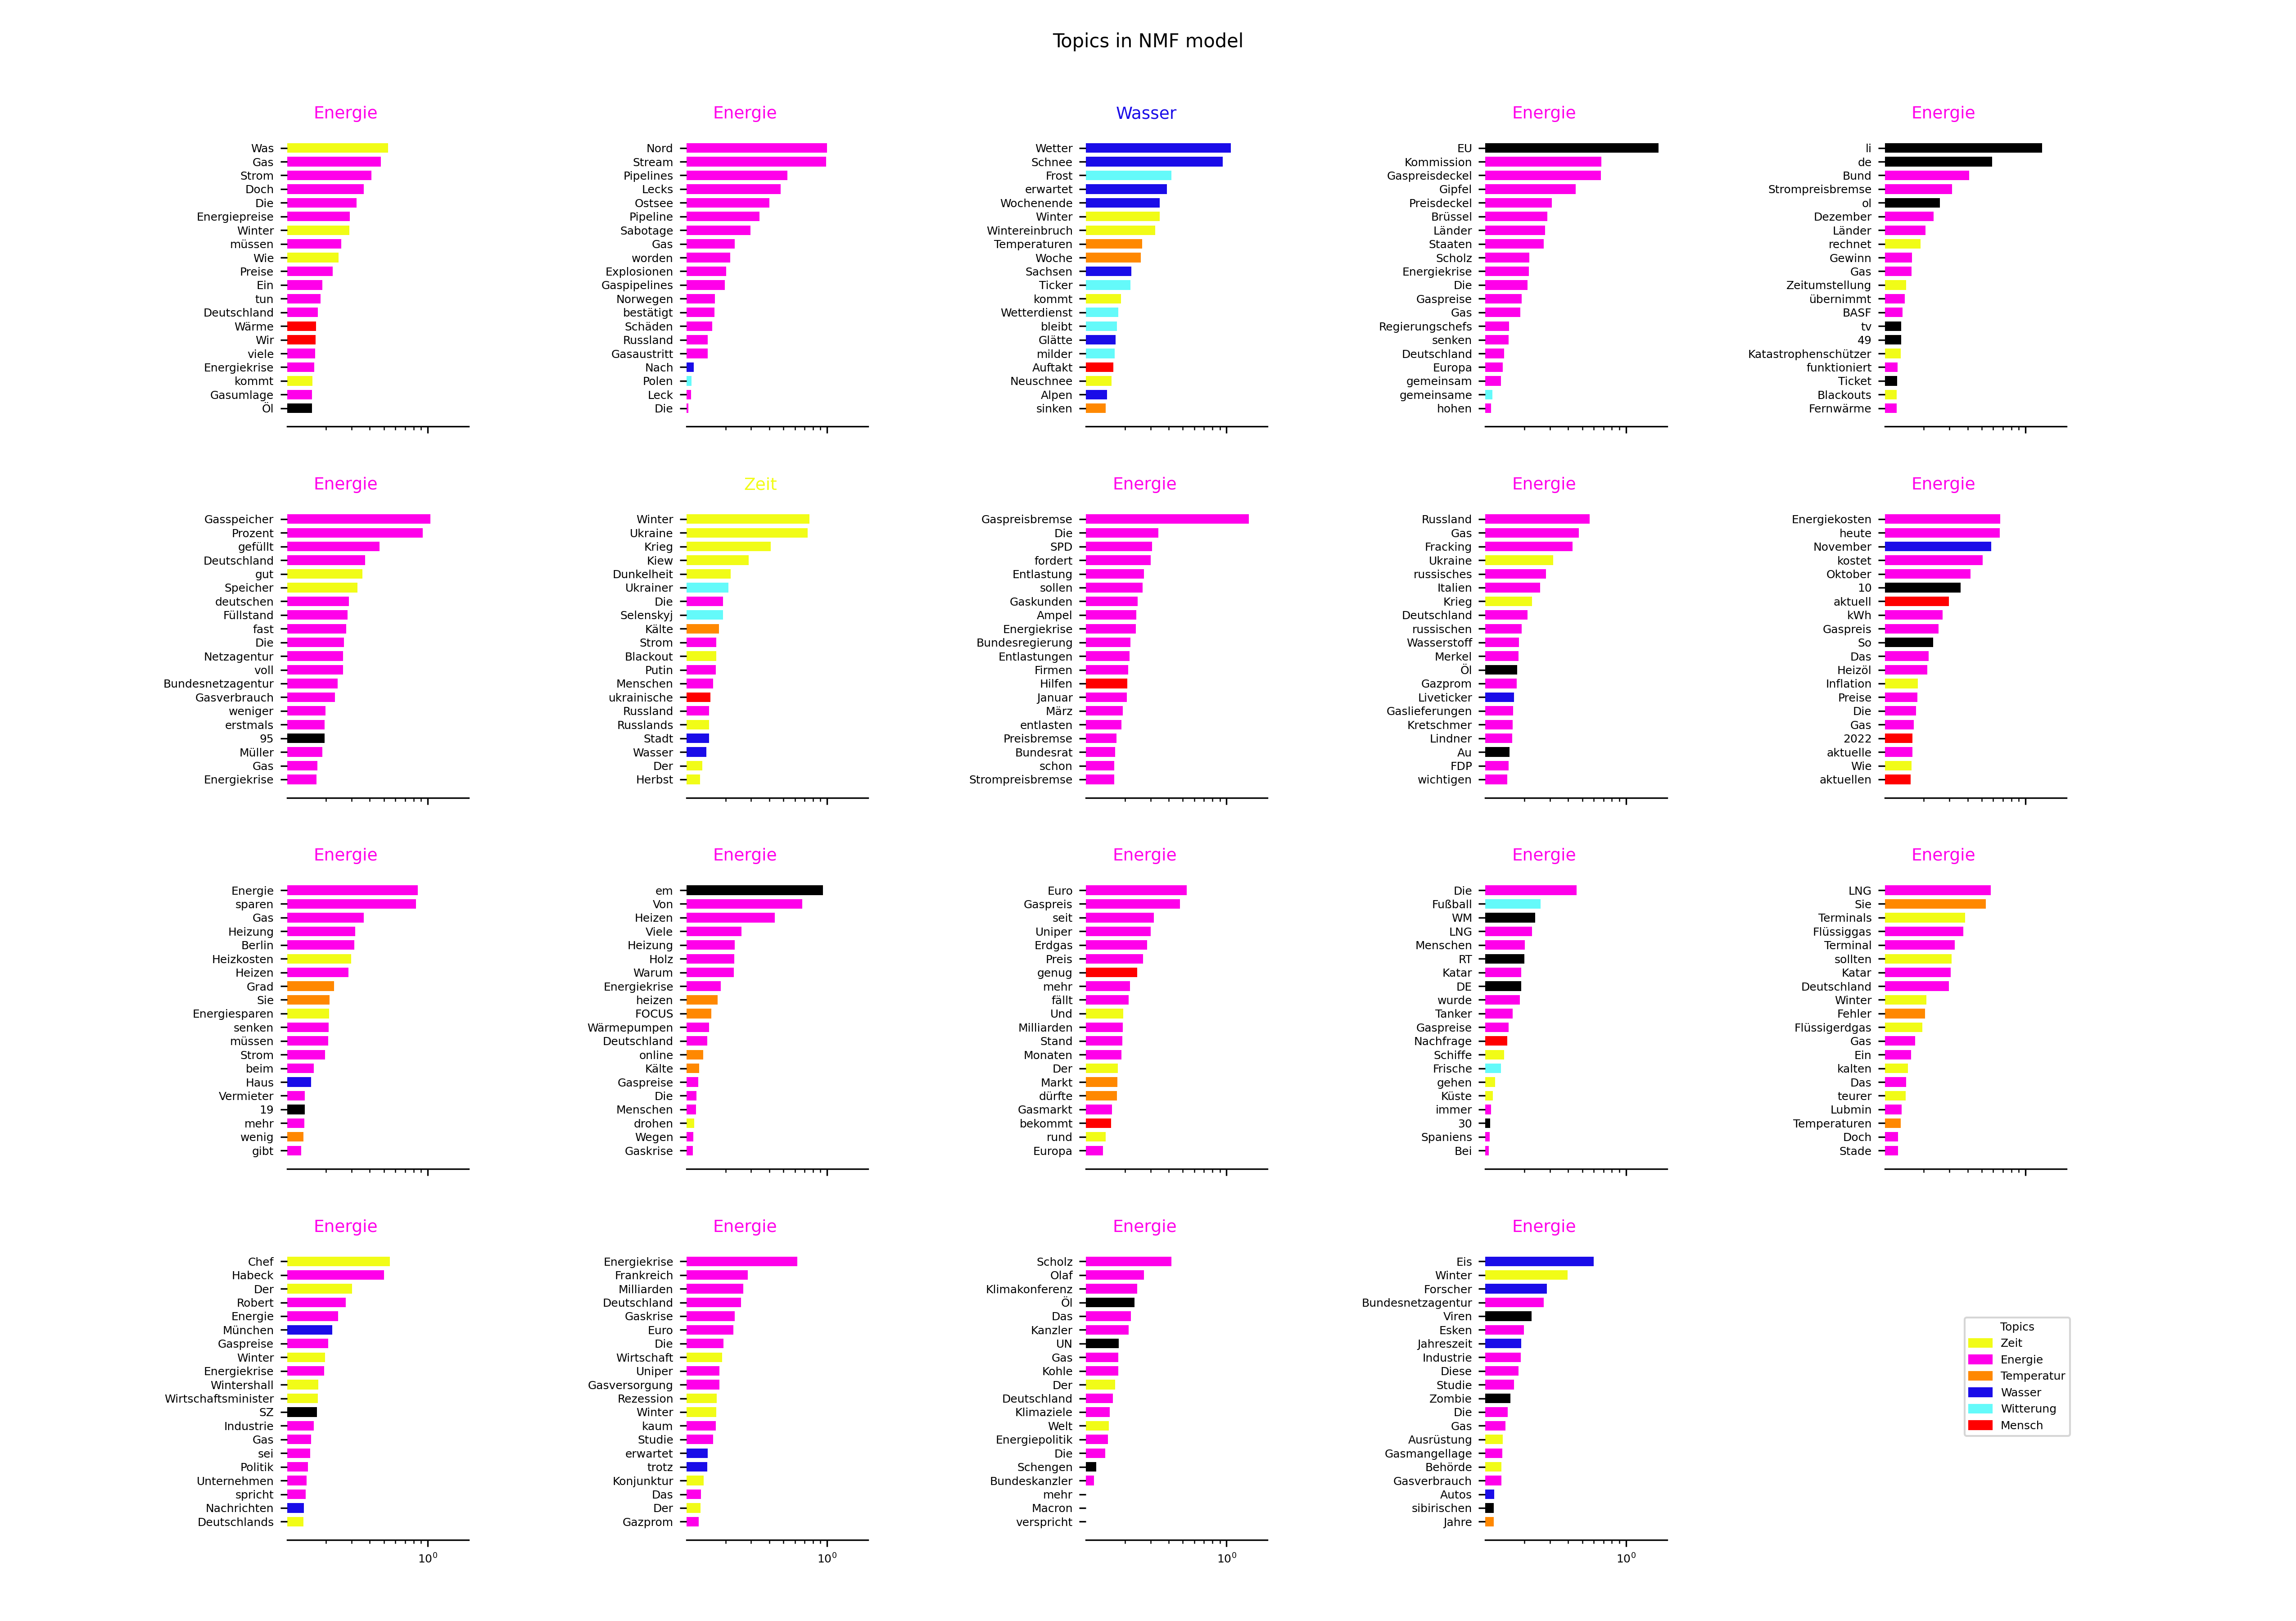 Topics in NMF model
Energie
Was
Gas
Strom
Doch
Die
Energiepreise
Winter
müssen
Wie
Preise
Ein
tun
Deutschland
Wärme
Wir
viele
Energiekrise
kommt
Gasumlage
Öl
Energie
Nord
Stream
Pipelines
Lecks
Ostsee
Pipeline
Sabotage
Gas
worden
Explosionen
Gaspipelines
Norwegen
bestätigt
Schäden
Russland
Gasaustritt
Nach
Polen
Leck
Die
Wasser
Wetter
Schnee
Frost
erwartet
Wochenende
Winter
Wintereinbruch
Temperaturen
Woche
Sachsen
Ticker
kommt
Wetterdienst
bleibt
Glätte
milder
Auftakt
Neuschnee
Alpen
sinken
Energie
EU
Kommission
Gaspreisdeckel
Gipfel
Preisdeckel
Brüssel
Länder
Staaten
Scholz
Energiekrise
Die
Gaspreise
Gas
Regierungschefs
senken
Deutschland
Europa
gemeinsam
gemeinsame
hohen
Energie
li
de
Bund
Strompreisbremse
ol
Dezember
Länder
rechnet
Gewinn
Gas
Zeitumstellung
übernimmt
BASF
tv
49
Katastrophenschützer
funktioniert
Ticket
Blackouts
Fernwärme
Energie
Gasspeicher
Prozent
gefüllt
Deutschland
gut
Speicher
deutschen
Füllstand
fast
Die
Netzagentur
voll
Bundesnetzagentur
Gasverbrauch
weniger
erstmals
95
Müller
Gas
Energiekrise
Zeit
Winter
Ukraine
Krieg
Kiew
Dunkelheit
Ukrainer
Die
Selenskyj
Kälte
Strom
Blackout
Putin
Menschen
ukrainische
Russland
Russlands
Stadt
Wasser
Der
Herbst
Energie
Gaspreisbremse
Die
SPD
fordert
Entlastung
sollen
Gaskunden
Ampel
Energiekrise
Bundesregierung
Entlastungen
Firmen
Hilfen
Januar
März
entlasten
Preisbremse
Bundesrat
schon
Strompreisbremse
Energie
Russland
Gas
Fracking
Ukraine
russisches
Italien
Krieg
Deutschland
russischen
Wasserstoff
Merkel
Öl
Gazprom
Liveticker
Gaslieferungen
Kretschmer
Lindner
Au
FDP
wichtigen
Energie
Energiekosten
heute
November
kostet
Oktober
10
aktuell
kWh
Gaspreis
So
Das
Heizöl
Inflation
Preise
Die
Gas
2022
aktuelle
Wie
aktuellen
Energie
Energie
sparen
Gas
Heizung
Berlin
Heizkosten
Heizen
Grad
Sie
Energiesparen
senken
müssen
Strom
beim
Haus
Vermieter
19
mehr
wenig
gibt
Energie
em
Von
Heizen
Viele
Heizung
Holz
Warum
Energiekrise
heizen
FOCUS
Wärmepumpen
Deutschland
online
Kälte
Gaspreise
Die
Menschen
drohen
Wegen
Gaskrise
Energie
Euro
Gaspreis
seit
Uniper
Erdgas
Preis
genug
mehr
fällt
Und
Milliarden
Stand
Monaten
Der
Markt
dürfte
Gasmarkt
bekommt
rund
Europa
Energie
Die
Fußball
WM
LNG
Menschen
RT
Katar
DE
wurde
Tanker
Gaspreise
Nachfrage
Schiffe
Frische
gehen
Küste
immer
30
Spaniens
Bei
Energie
LNG
Sie
Terminals
Flüssiggas
Terminal
sollten
Katar
Deutschland
Winter
Fehler
Flüssigerdgas
Gas
Ein
kalten
Das
teurer
Lubmin
Temperaturen
Doch
Stade
Energie
Chef
Habeck
Der
Robert
Energie
München
Gaspreise
Winter
Energiekrise
Wintershall
Wirtschaftsminister
SZ
Industrie
Gas
sei
Politik
Unternehmen
spricht
Nachrichten
Deutschlands
10⁰
Energie
Energiekrise
Frankreich
Milliarden
Deutschland
Gaskrise
Euro
Die
Wirtschaft
Uniper
Gasversorgung
Rezession
Winter
kaum
Studie
erwartet
trotz
Konjunktur
Das
Der
Gazprom
10⁰
Energie
Scholz
Olaf
Klimakonferenz
Öl
Das
Kanzler
UN
Gas
Kohle
Der
Deutschland
Klimaziele
Welt
Energiepolitik
Die
Schengen
Bundeskanzler
mehr
Macron
verspricht
10⁰
Energie
Eis
Winter
Forscher
Bundesnetzagentur
Viren
Esken
Jahreszeit
Industrie
Diese
Studie
Zombie
Die
Gas
Ausrüstung
Gasmangellage
Behörde
Gasverbrauch
Autos
sibirischen
Jahre
10⁰
Topics
Zeit
Energie
Temperatur
Wasser
Witterung
Mensch